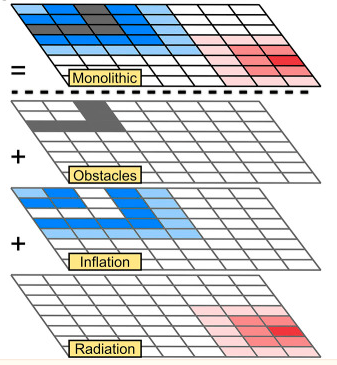 =
Monolithic
+
Obstacles
+
Inflation
Radiation